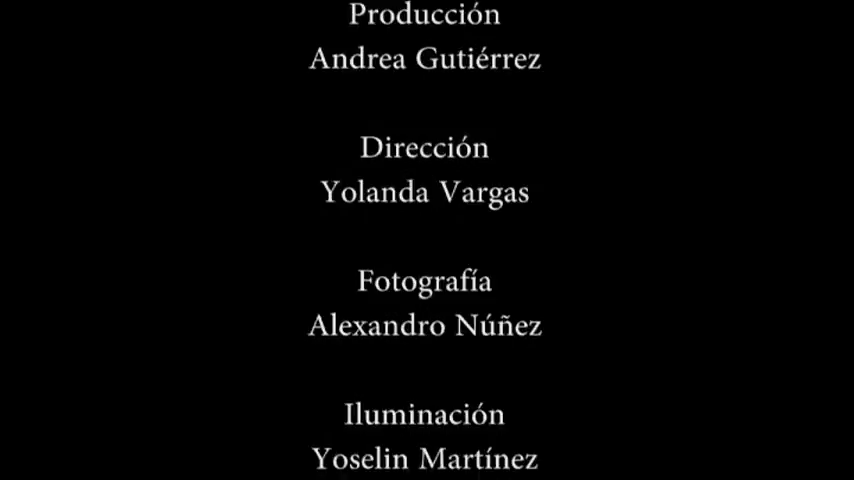 Producción
Andrea Gutiérrez
Dirección
Yolanda Vargas
Fotografía
Alexandro Núñez
Iluminación
Yoselin Martínez